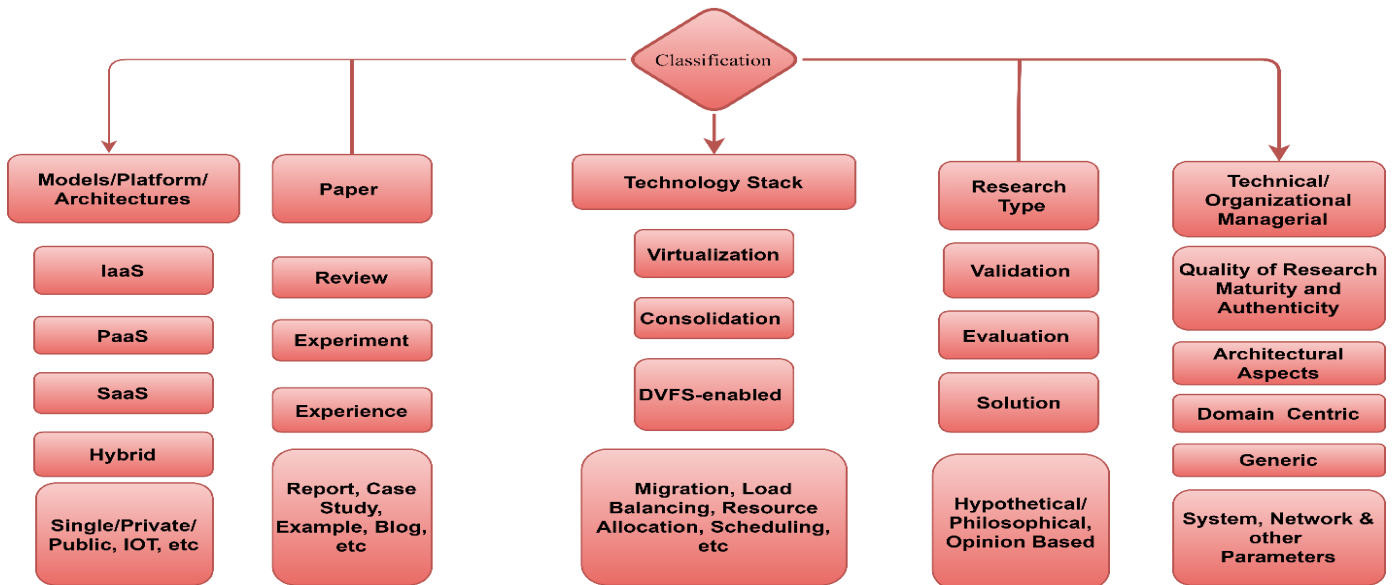 Classification
Models/Platform/
Architectures
IaaS
PaaS
SaaS
Hybrid
Single/Private/
Public, IOT, etc
Paper
Review
Experiment
Experience
Report, Case
Study,
Example, Blog,
etc
Technology Stack
Virtualization
Consolidation
DVFS-enabled
Migration, Load
Balancing, Resource
Allocation, Scheduling,
etc
Research
Type
Validation
Evaluation
Solution
Hypothetical/
Philosophical,
Opinion Based
Technical/
Organizational
Managerial
Quality of Research
Maturity and
Authenticity
Architectural
Aspects
Domain Centric
Generic
System, Network &
other
Parameters